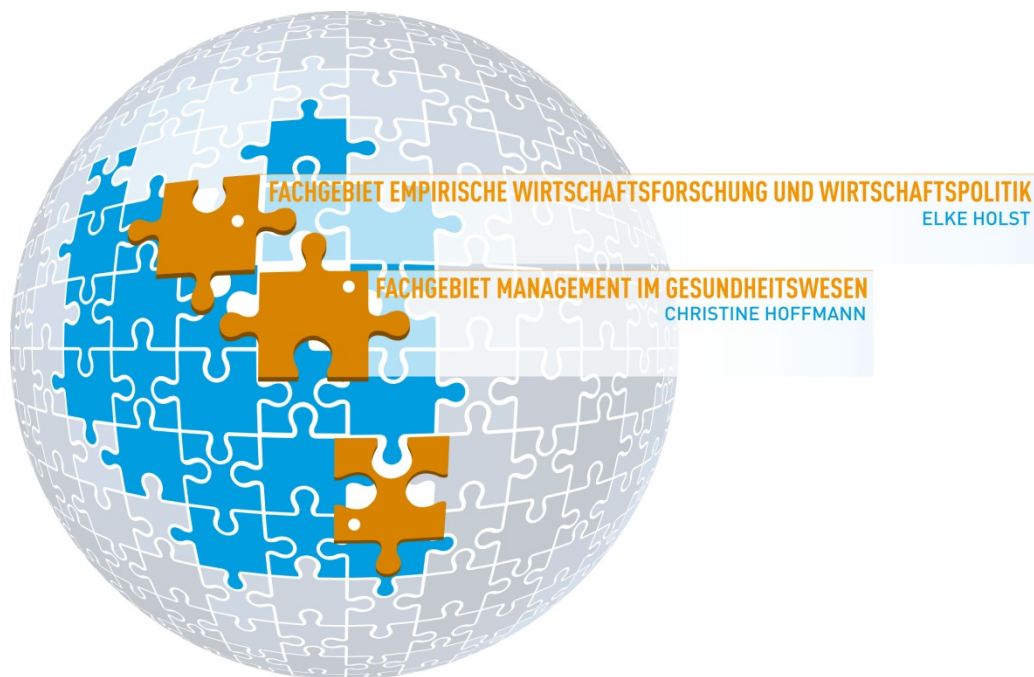 FACHGEBIET EMPIRISCHE WIRTSCHAFTSFORSCHUNG UND WIRTSCHAFTSPOLITIK
ELKE HOLST
FACHGEBIET MANAGEMENT IM GESUNDHEITSWESEN
CHRISTINE HOFFMANN